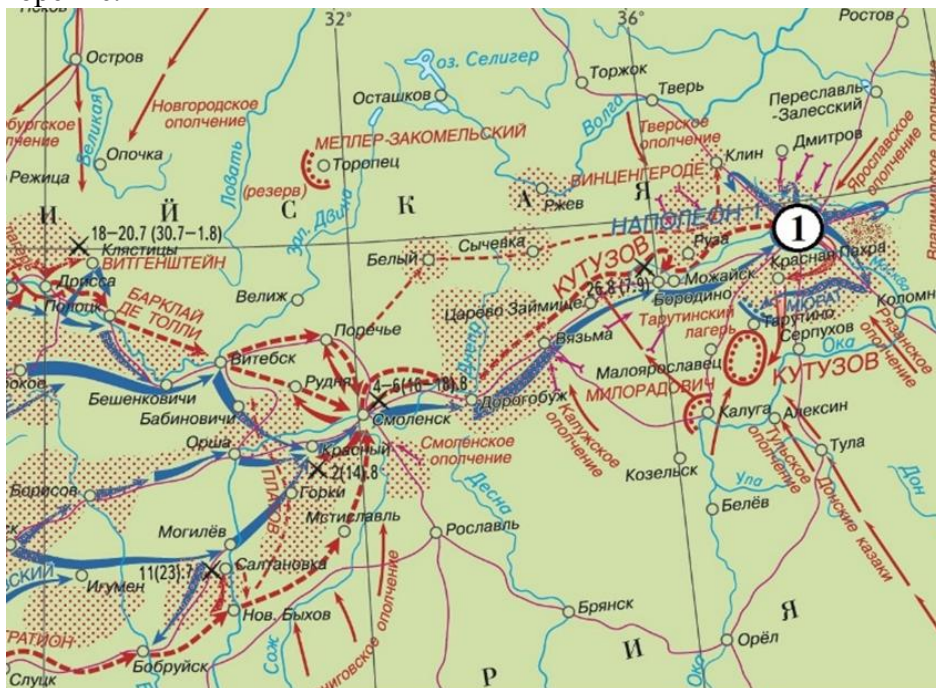 32°
36°
Остров
Великая
Новгородское
ополчение
Опочка
Режица
Ловать
МЕЛЛЕР-ЗАКОМЕЛЬСКИЙ
Торопец
(резерв)
Зап. Двина
оз. Селигер
Осташков
Торжок
Волга
Тверь
Тверское
ополчение
Ростов
Переславль
-Залесский
Дмитров
Клин
Ярославское
ополчение
Владимирское ополчение
ВИНЦЕНГЕРОДЕ
Ржев
И Й С К А Я
НАПОЛЕОН I
1
18–20.7 (30.7–1.8)
Клястицы
ВИТГЕНШТЕЙН
Дрисса
Полоцк
БАРКЛАЙ
ДЕ ТОЛЛИ
Велиж
Белый
Сычевка
КУТУЗОВ
Руза
Красная Пахра
Москва
26.8(7.9)
Можайск
Бородино
Царево Займище
МЮРАТ
Коломн
Тарутинский
лагерь
Тарутино
Серпухов
Ока
Рязанское
ополчение
Поречье
Днепр
Вязьма
Витебск
Рудня
4–6(16–18).8
Малоярославец
КУТУЗОВ
МИЛОРАДОВИЧ
Бешенковичи
Бабиновичи
Смоленск
Дорогобуж
Калужское
ополчение
Калуга
Алексин
Тула
Тульское
ополчение
Орша
Красный
Смоленское
ополчение
2(14).8
Козельск
Донские казаки
Дон
Борисов
Горки
ПЛАТОВ
Десна
Упа
Белёв
Могилёв
Мстиславль
Рославль
11(23).7
Салтановка
Игумен
Нов. Быхов
Сож
ополчение
Брянск
Орёл
Ока
Р И Я
Слуцк
Бобруйск